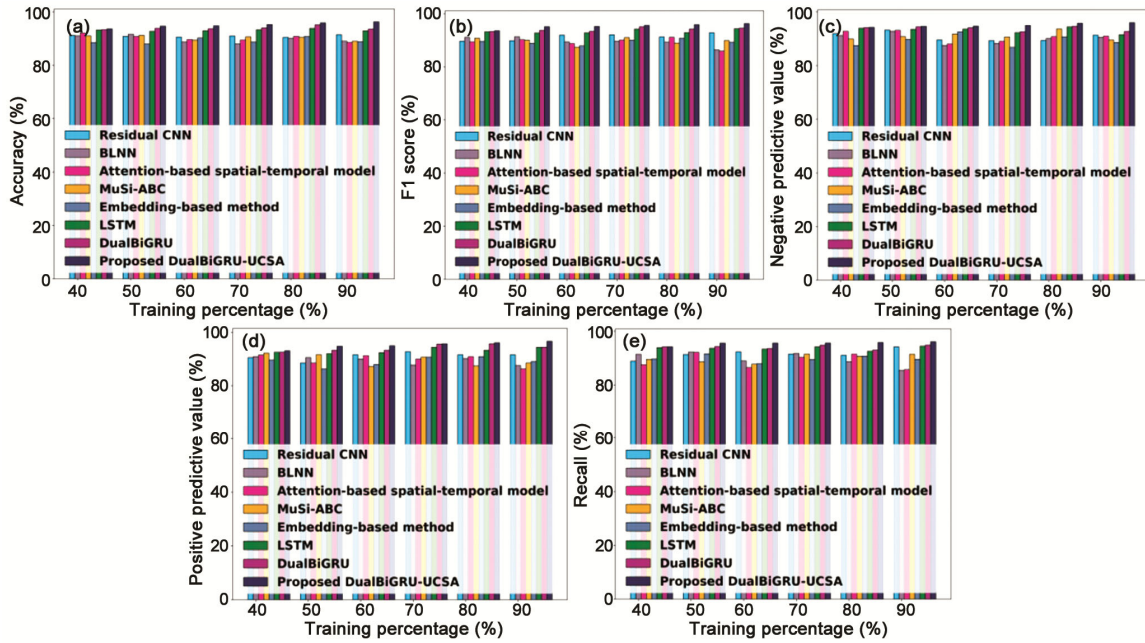 (a)
Accuracy (%)
100
80
60
40
20
0
Residual CNN
BLNN
Attention-based spatial-temporal model
MuSi-ABC
Embedding-based method
LSTM
DualBiGRU
Proposed DualBiGRU-UCSA
40 50 60 70 80 90
Training percentage (%)
(b)
F1 score (%)
100
80
60
40
20
0
Residual CNN
BLNN
Attention-based spatial-temporal model
MuSi-ABC
Embedding-based method
LSTM
DualBiGRU
Proposed DualBiGRU-UCSA
40 50 60 70 80 90
Training percentage (%)
(c)
Negative predictive value (%)
100
80
60
40
20
0
Residual CNN
BLNN
Attention-based spatial-temporal model
MuSi-ABC
Embedding-based method
LSTM
DualBiGRU
Proposed DualBiGRU-UCSA
40 50 60 70 80 90
Training percentage (%)
(d)
Positive predictive value (%)
100
80
60
40
20
0
Residual CNN
BLNN
Attention-based spatial-temporal model
MuSi-ABC
Embedding-based method
LSTM
DualBiGRU
Proposed DualBiGRU-UCSA
40 50 60 70 80 90
Training percentage (%)
(e)
Recall (%)
100
80
60
40
20
0
Residual CNN
BLNN
Attention-based spatial-temporal model
MuSi-ABC
Embedding-based method
LSTM
DualBiGRU
Proposed DualBiGRU-UCSA
40 50 60 70 80 90
Training percentage (%)